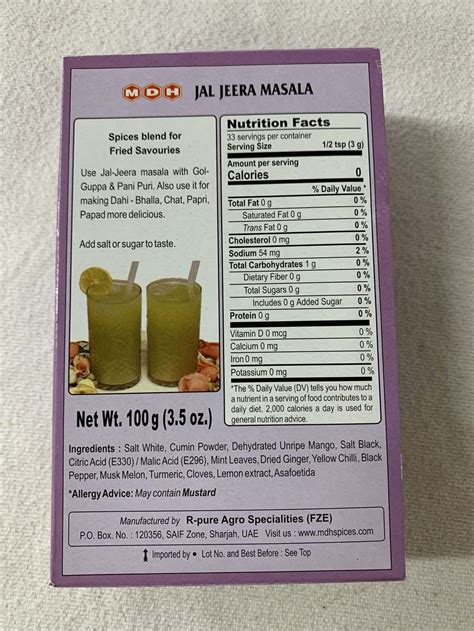 MDH JAL JEERA MASALA
Spices blend for
Fried Savouries
Use Jal-Jeera masala with Gol-
Guppa & Pani Puri. Also use it for
making Dahi - Bhalla, Chat, Papri,
Papad more delicious.
Add salt or sugar to taste.
Net Wt. 100 g (3.5 oz.)
Nutrition Facts
33 servings per container
Serving Size 1/2 tsp (3 g)
Amount per serving
Calories 0
% Daily Value *
Total Fat 0 g 0 %
Saturated Fat 0 g 0 %
Trans Fat 0 g 0 %
Cholesterol 0 mg 0 %
Sodium 54 mg 2 %
Total Carbohydrates 1 g 0 %
Dietary Fiber 0 g 0 %
Total Sugars 0 g 0 %
Includes 0 g Added Sugar 0 %
Protein 0 g 0 %
Vitamin D 0 mcg 0 %
Calcium 0 mg 0 %
Iron 0 mg 0 %
Potassium 0 mg 0 %
*The % Daily Value (DV) tells you how much
a nutrient in a serving of food contributes to a
daily diet. 2,000 calories a day is used for
general nutrition advice.
Ingredients : Salt White, Cumin Powder, Dehydrated Unripe Mango, Salt Black,
Citric Acid (E330) / Malic Acid (E296), Mint Leaves, Dried Ginger, Yellow Chilli, Black
Pepper, Musk Melon, Turmeric, Cloves, Lemon extract, Asafoetida
*Allergy Advice: May contain Mustard
Manufactured by R-pure Agro Specialities (FZE)
P.O. Box, No. : 120356, SAIF Zone, Sharjah, UAE Visit us : www.mdhspices.com
Imported by • Lot No. and Best Before : See Top